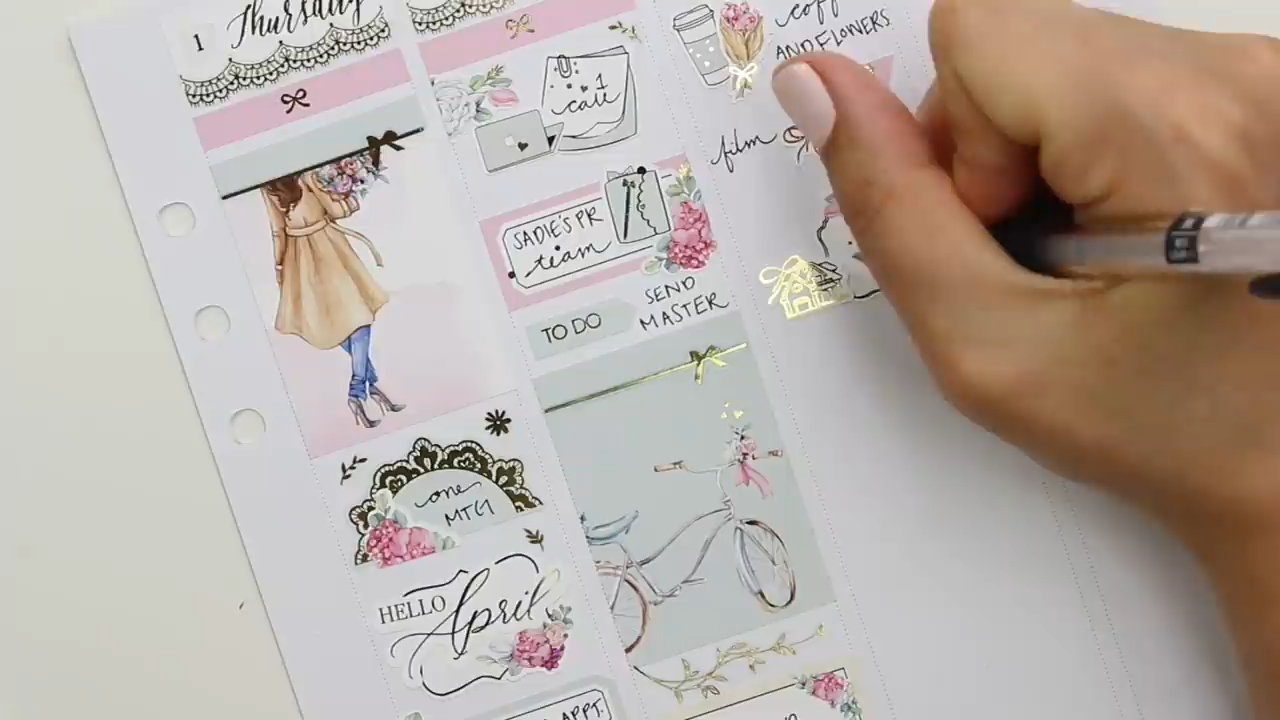 1
Thursday
one
MTG
HELLO
April
APPT.
1
call
SADIE'S PR
team
TO DO
SEND
MASTER
AND FLOWERS
film